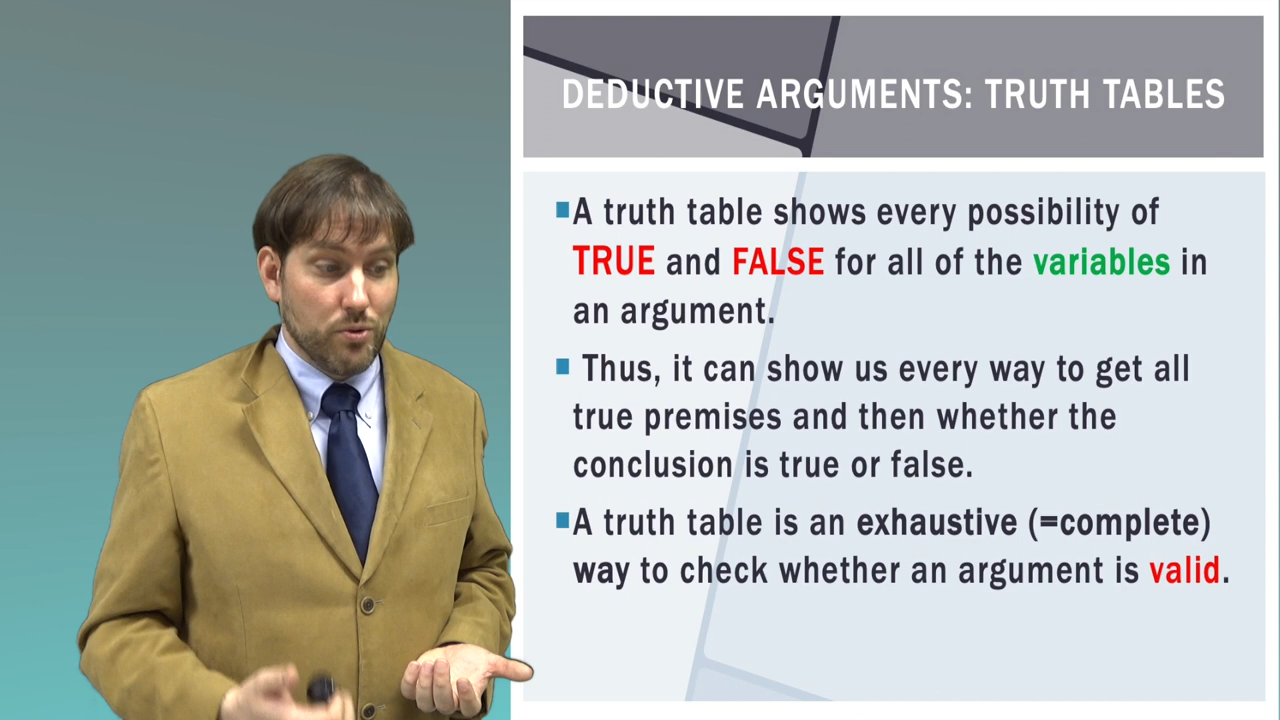 DEDUCTIVE ARGUMENTS: TRUTH TABLES
A truth table shows every possibility of
TRUE and FALSE for all of the variables in
an argument.
Thus, it can show us every way to get all
true premises and then whether the
conclusion is true or false.
A truth table is an exhaustive (=complete)
way to check whether an argument is valid.